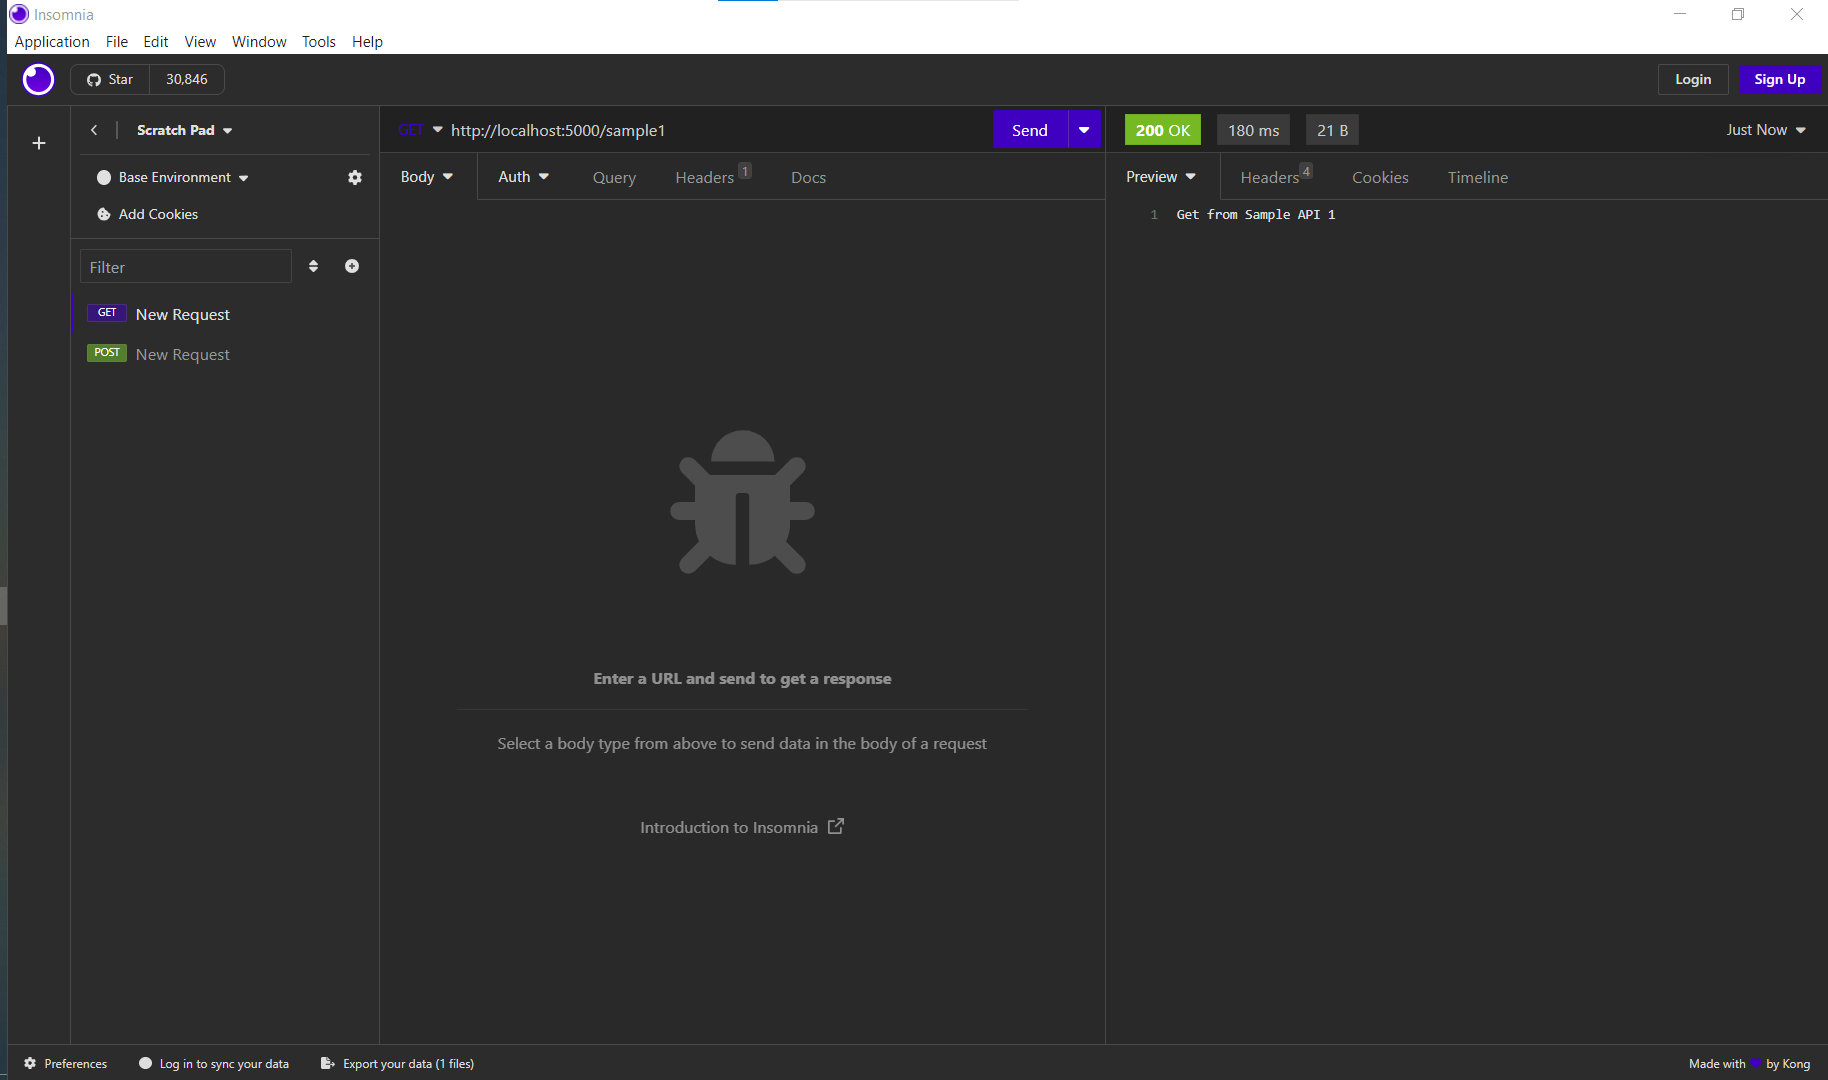 Insomnia
Application File Edit View Window Tools Help
Star 30,846 Login Sign Up
Scratch Pad
GET http://localhost:5000/sample1 Send
200 OK 180 ms 21 B Just Now
Base Environment
Body Auth Query Headers 1 Docs
Preview Headers 4 Cookies Timeline
Add Cookies
1 Get from Sample API 1
Filter
GET New Request
POST New Request
Enter a URL and send to get a response
Select a body type from above to send data in the body of a request
Introduction to Insomnia
Preferences Log in to sync your data Export your data (1 files) Made with by Kong